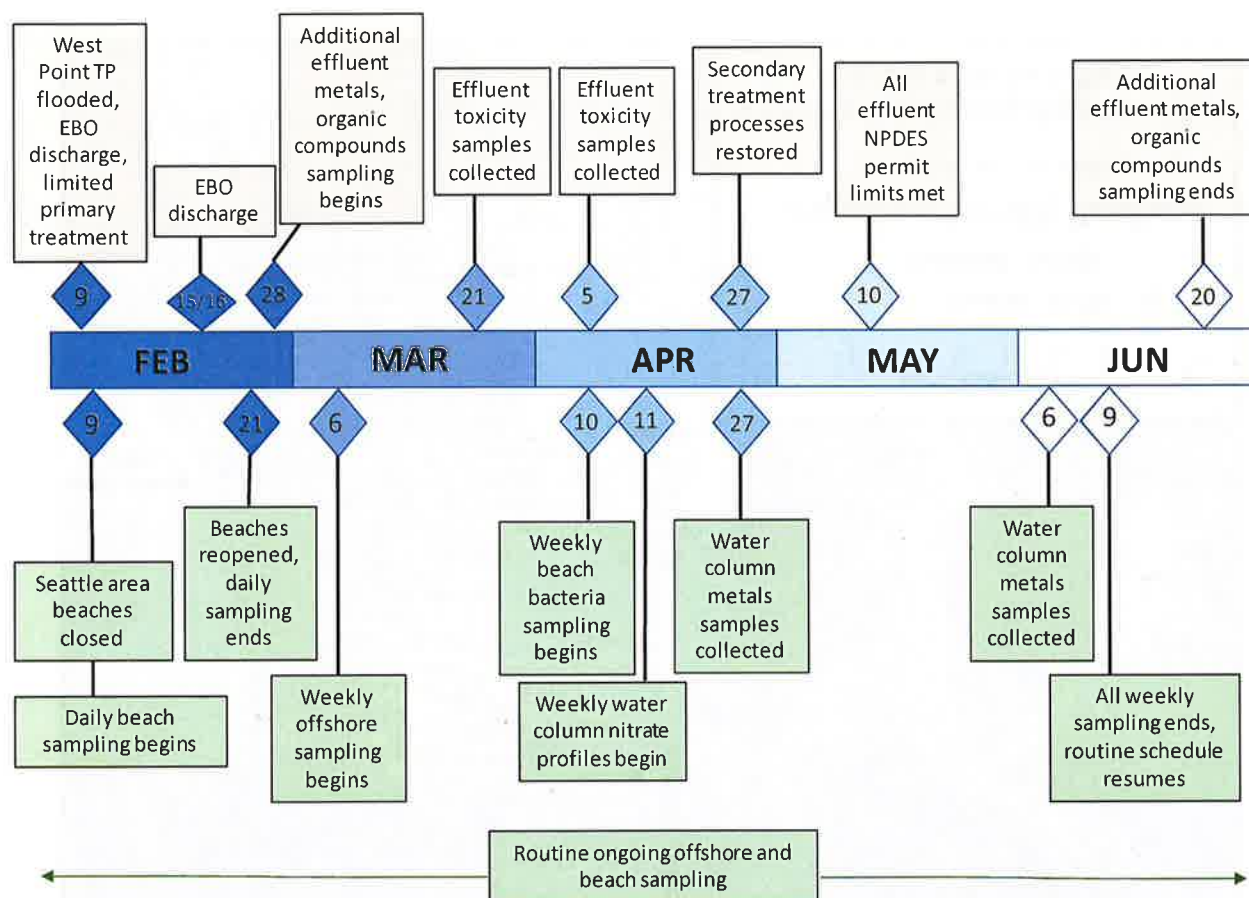 West
Point TP
flooded,
EBO
discharge,
limited
primary
treatment
EBO
discharge
Additional
effluent
metals,
organic
compounds
sampling
begins
Effluent
toxicity
samples
collected
Effluent
toxicity
samples
collected
Secondary
treatment
processes
restored
All
effluent
NPDES
permit
limits met
Additional
effluent metals,
organic
compounds
sampling ends
9
15/16
28
21
5
27
10
20
FEB
MAR
APR
MAY
JUN
9
21
6
10
11
27
6
9
Seattle area
beaches
closed
Daily beach
sampling begins
Beaches
reopened,
daily
sampling
ends
Weekly
offshore
sampling
begins
Weekly
beach
bacteria
sampling
begins
Weekly water
column nitrate
profiles begin
Water
column
metals
samples
collected
Water
column
metals
samples
collected
All weekly
sampling ends,
routine schedule
resumes
Routine ongoing offshore and
beach sampling